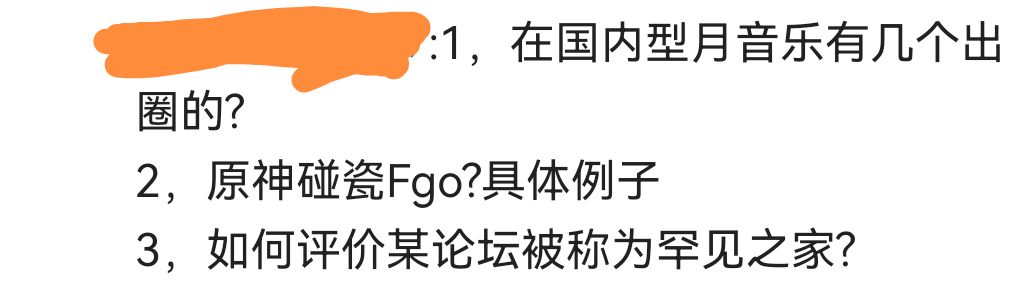 :1，在国内型月音乐有几个出
圈的?
2，原神碰瓷Fgo?具体例子
3，如何评价某论坛被称为罕见之家?